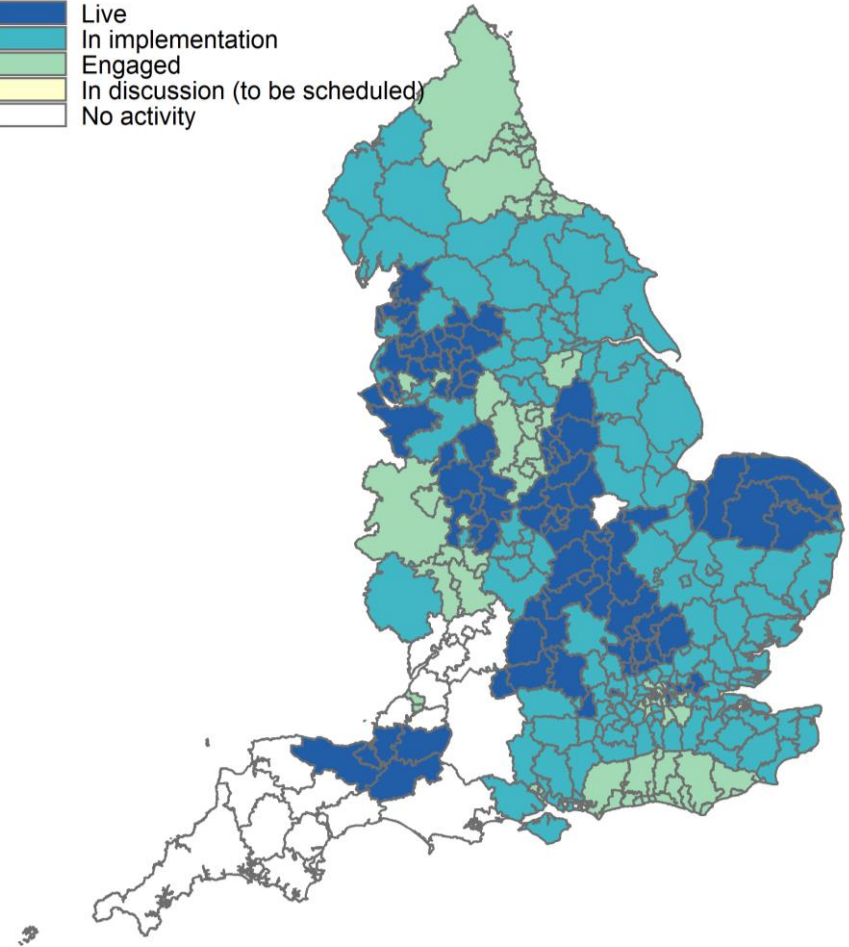 Live
In implementation
Engaged
In discussion (to be scheduled)
No activity